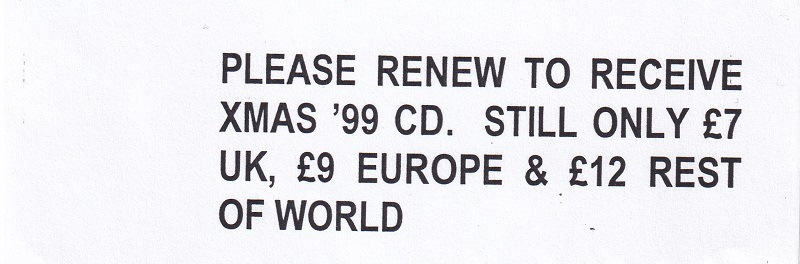 PLEASE RENEW TO RECEIVE
XMAS ’99 CD.  STILL ONLY £7
UK, £9 EUROPE & £12 REST
OF WORLD